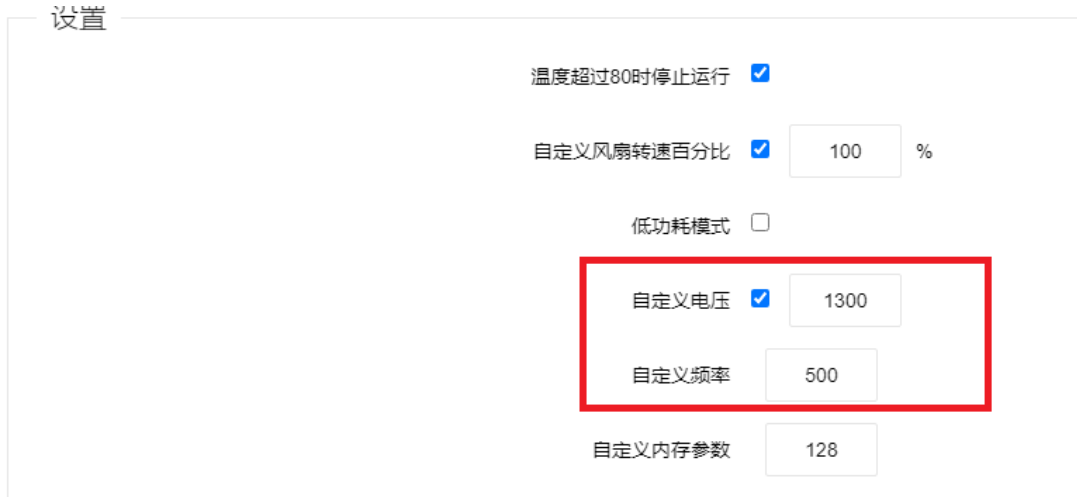 设置
温度超过80时停止运行
自定义风扇转速百分比 100 %
低功耗模式
自定义电压 1300
自定义频率 500
自定义内存参数 128